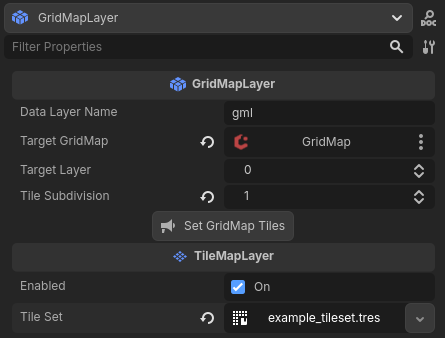 GridMapLayer
DOC
Filter Properties
GridMapLayer
Data Layer Name gml
Target GridMap GridMap
Target Layer 0
Tile Subdivision 1
Set GridMap Tiles
TileMapLayer
Enabled On
Tile Set example_tileset.tres